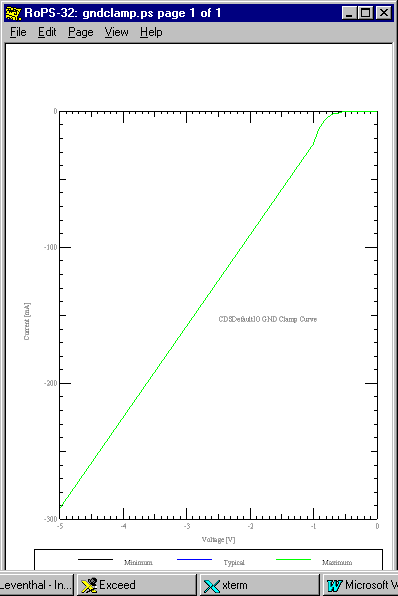 RoPS-32: gndclamp.ps page 1 of 1
File Edit Page View Help
0
-100
-200
-300
Current [mA]
CDSDefaultIO GND Clamp Curve
-5 -4 -3 -2 -1 0
Voltage [V]
Minimum Typical Maximum
Leventhal - In... Exceed xterm Microsoft W